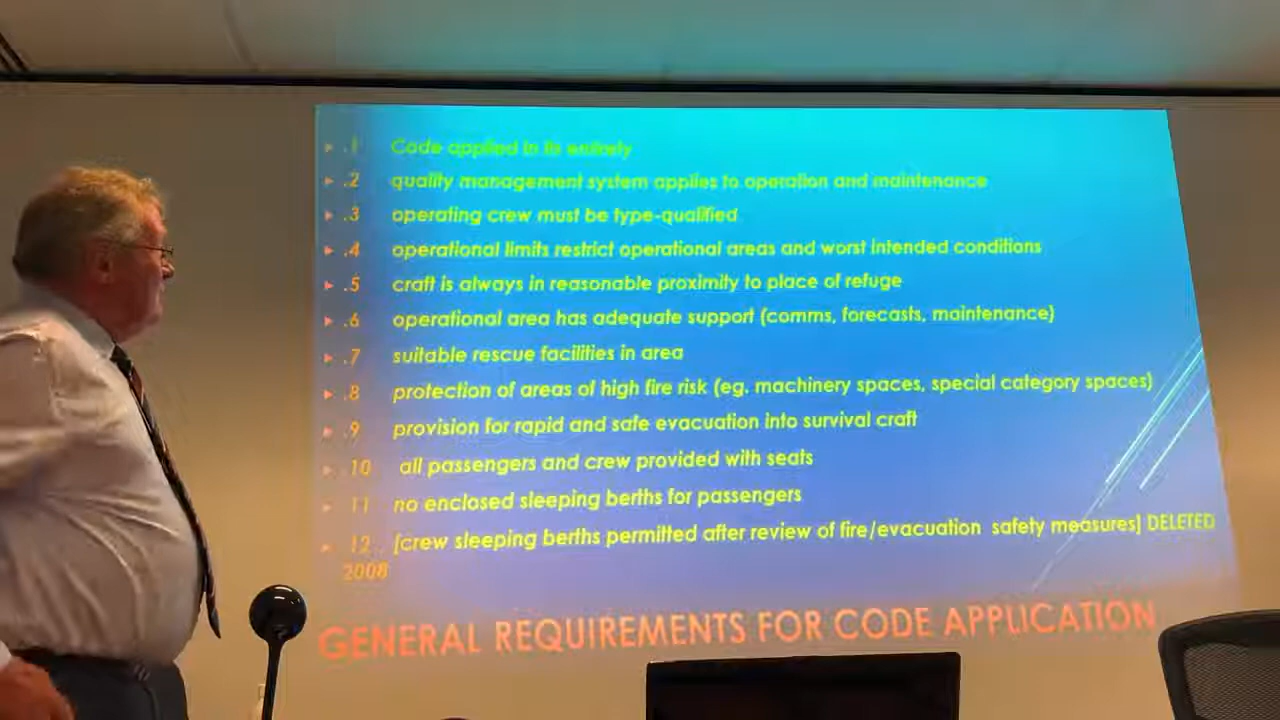 .1 Code applied in its entirely
.2 quality management system applies to operation and maintenance
.3 operating crew must be type-qualified
.4 operational limits restrict operational areas and worst intended conditions
.5 craft is always in reasonable proximity to place of refuge
.6 operational area has adequate support (comms, forecasts, maintenance)
.7 suitable rescue facilities in area
.8 protection of areas of high fire risk (eg. machinery spaces, special category spaces)
.9 provision for rapid and safe evacuation into survival craft
.10 all passengers and crew provided with seats
.11 no enclosed sleeping berths for passengers
.12 [crew sleeping berths permitted after review of fire/evacuation safety measures] DELETED
2008
GENERAL REQUIREMENTS FOR CODE APPLICATION